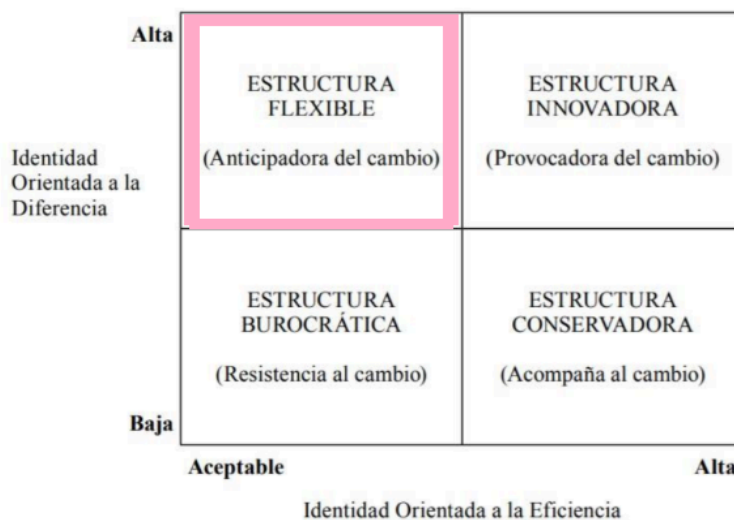 Alta
ESTRUCTURA
FLEXIBLE
(Anticipadora del cambio)
ESTRUCTURA
INNOVADORA
(Provocadora del cambio)
Identidad
Orientada a la
Diferencia
ESTRUCTURA
BUROCRÁTICA
(Resistencia al cambio)
ESTRUCTURA
CONSERVADORA
(Acompaña al cambio)
Baja
Aceptable
Alta
Identidad Orientada a la Eficiencia